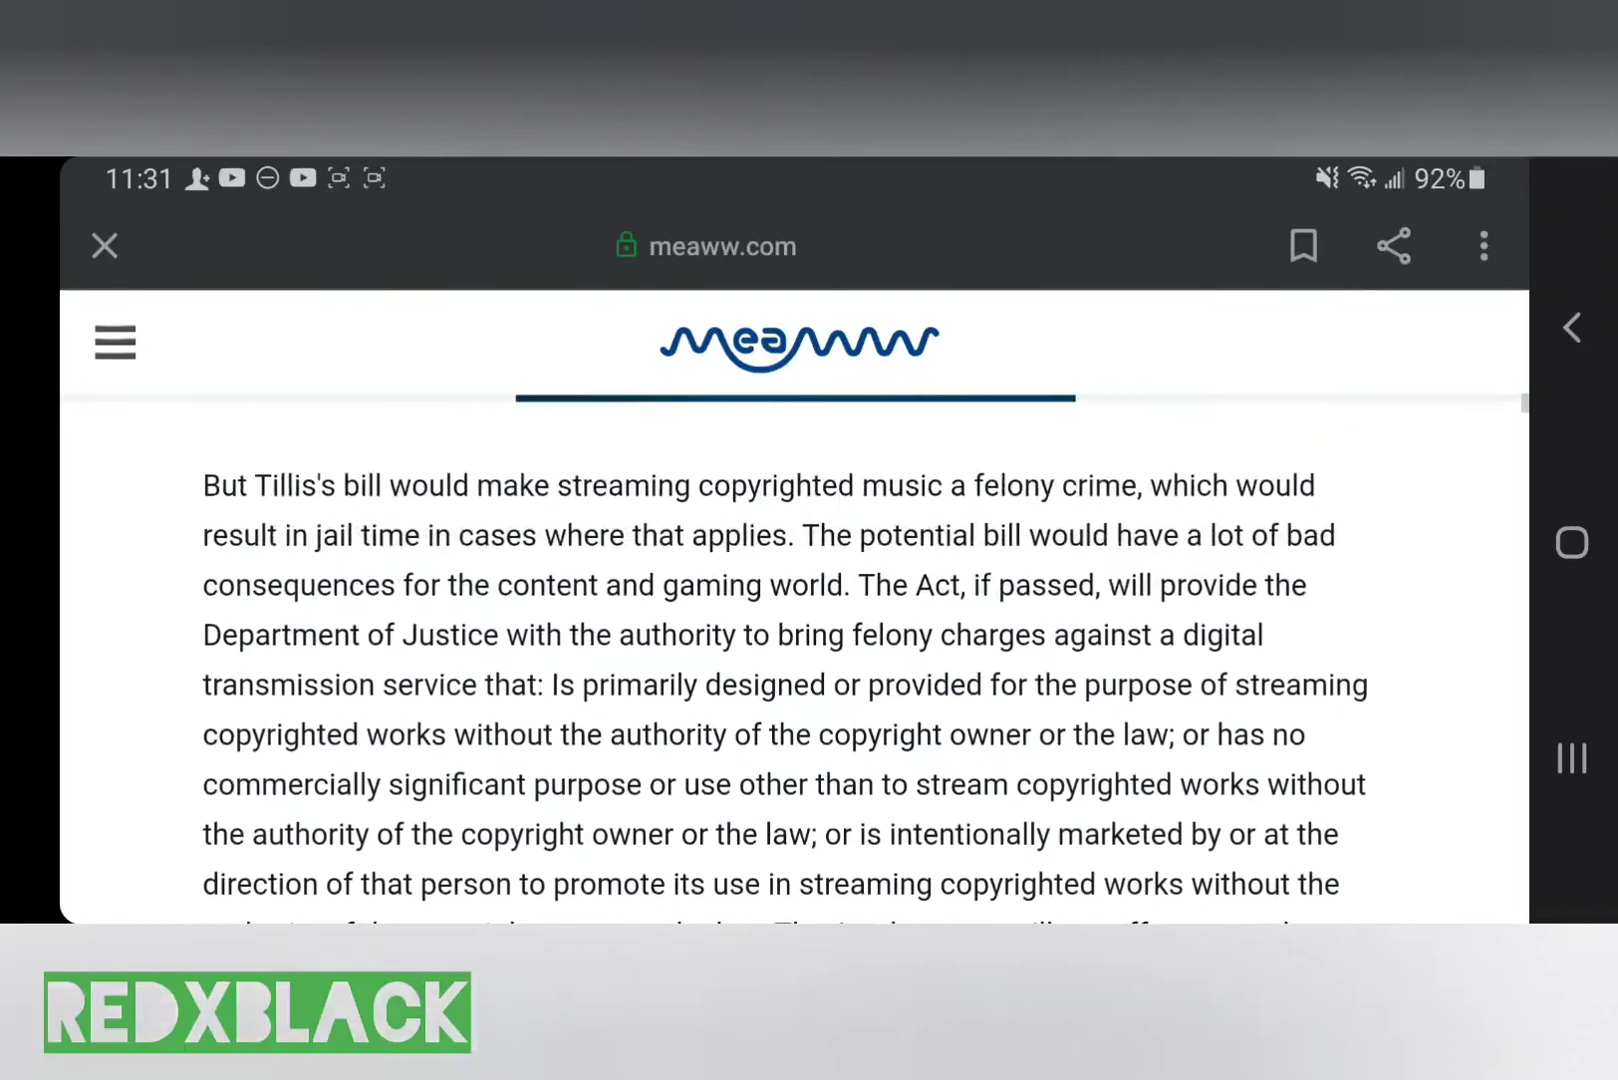 11:31
92%
meaww.com
meaww
But Tillis's bill would make streaming copyrighted music a felony crime, which would
result in jail time in cases where that applies. The potential bill would have a lot of bad
consequences for the content and gaming world. The Act, if passed, will provide the
Department of Justice with the authority to bring felony charges against a digital
transmission service that: Is primarily designed or provided for the purpose of streaming
copyrighted works without the authority of the copyright owner or the law; or has no
commercially significant purpose or use other than to stream copyrighted works without
the authority of the copyright owner or the law; or is intentionally marketed by or at the
direction of that person to promote its use in streaming copyrighted works without the
REDXBLACK